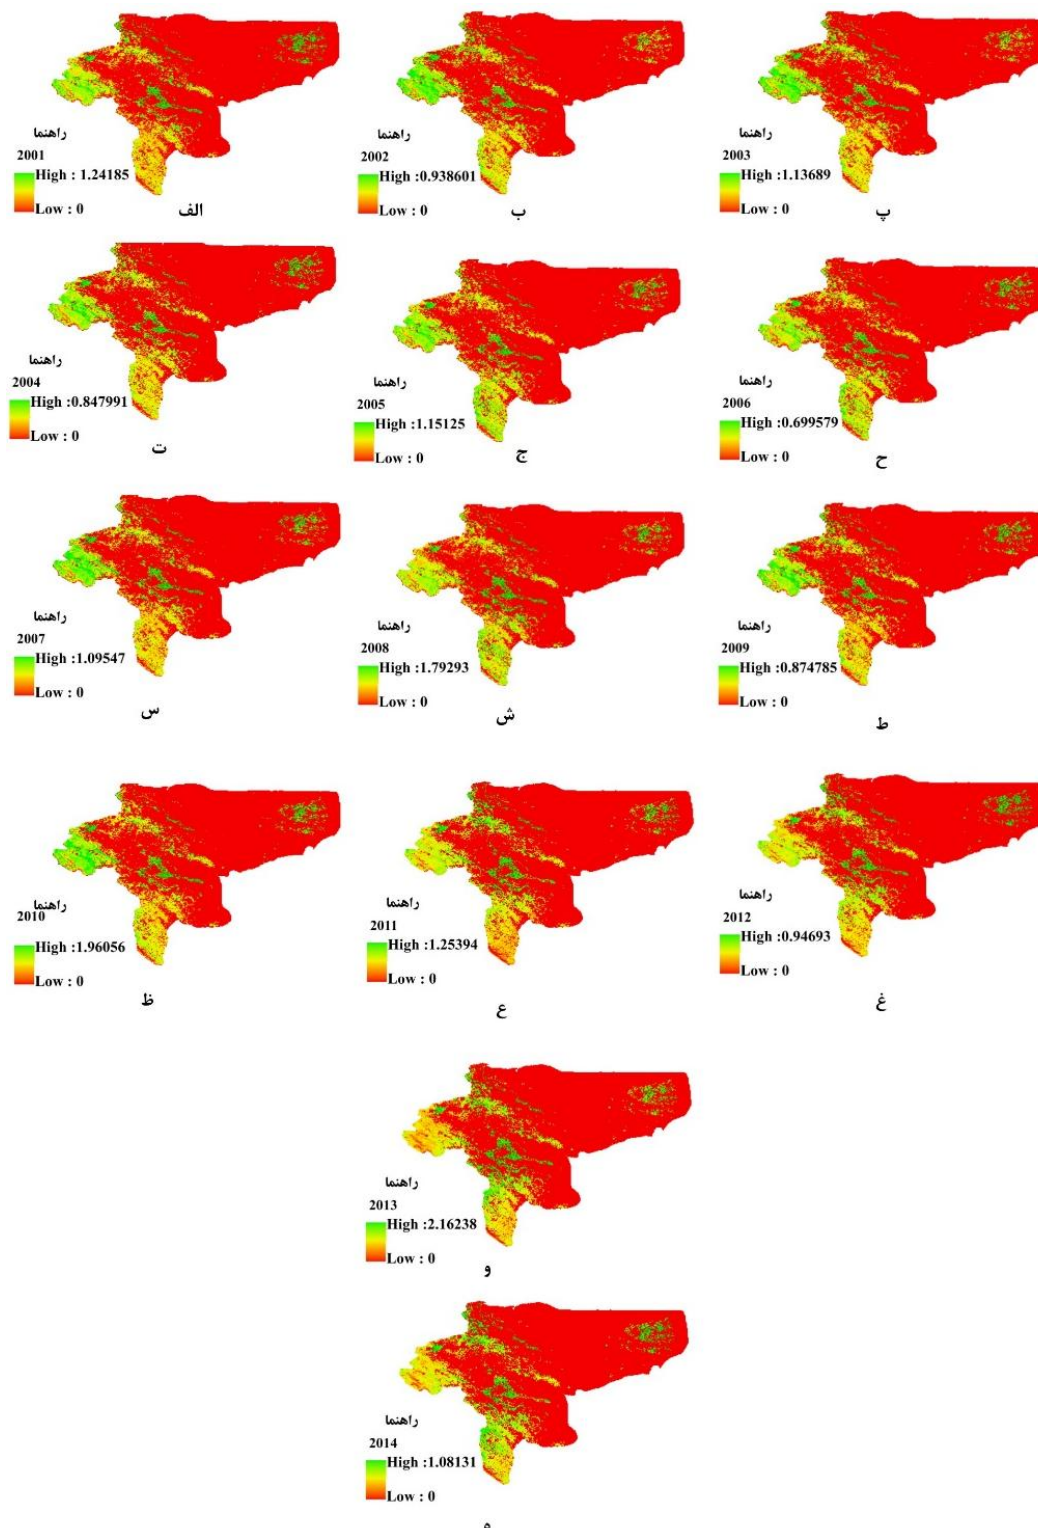 راهنما
2001
High : 1.24185
Low : 0
الف
راهنما
2002
High :0.938601
Low : 0
ب
راهنما
2003
High :1.13689
Low : 0
پ
راهنما
2004
High :0.847991
Low : 0
ت
راهنما
2005
High :1.15125
Low : 0
ج
راهنما
2006
High :0.699579
Low : 0
ح
راهنما
2007
High :1.09547
Low : 0
س
راهنما
2008
High :1.79293
Low : 0
ش
راهنما
2009
High :0.874785
Low : 0
ط
راهنما
2010
High :1.96056
Low : 0
ظ
راهنما
2011
High :1.25394
Low : 0
ع
راهنما
2012
High :0.94693
Low : 0
غ
راهنما
2013
High :2.16238
Low : 0
و
راهنما
2014
High :1.08131
Low : 0